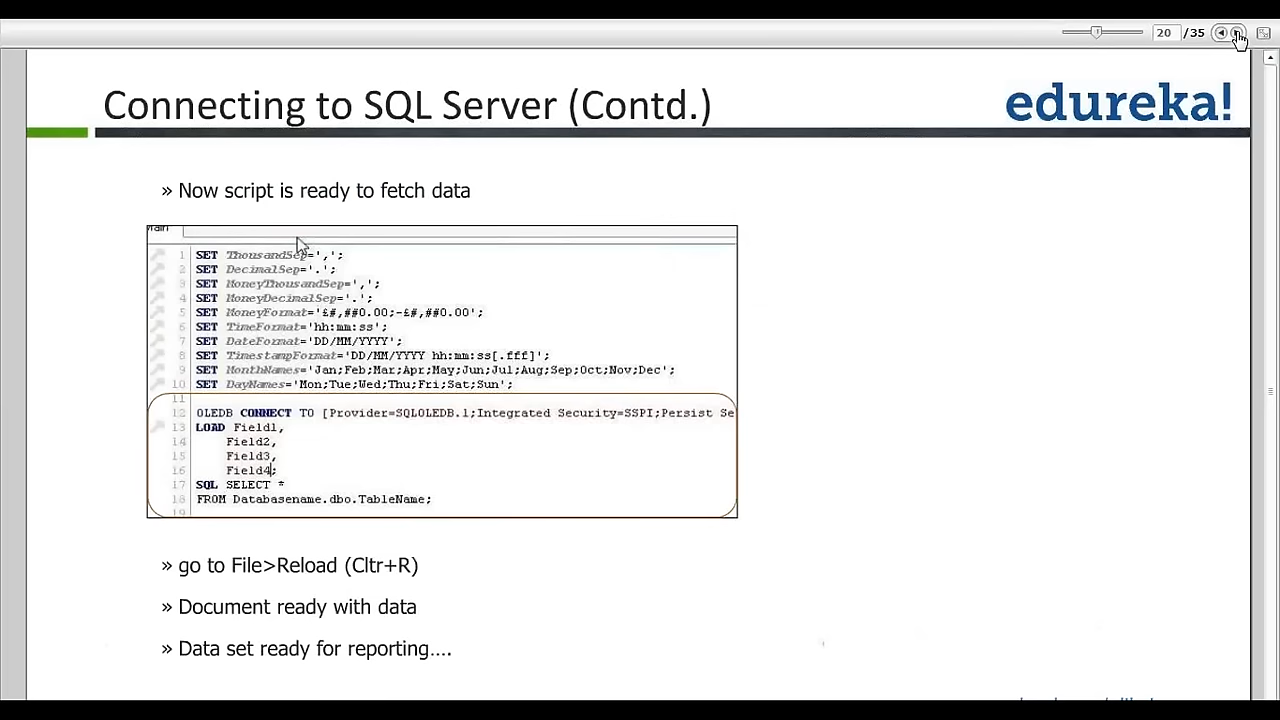 20 /35
Connecting to SQL Server (Contd.)
edureka!
» Now script is ready to fetch data
1 SET ThousandSep=',';
2 SET DecimalSep='.';
3 SET MoneyThousandSep=',';
4 SET MoneyDecimalSep='.';
5 SET MoneyFormat='£#,##0.00;-£#,##0.00';
6 SET TimeFormat='hh:mm:ss';
7 SET DateFormat='DD/MM/YYYY';
8 SET TimestampFormat='DD/MM/YYYY hh:mm:ss[.fff]';
9 SET MonthNames='Jan;Feb;Mar;Apr;May;Jun;Jul;Aug;Sep;Oct;Nov;Dec';
10 SET DayNames='Mon;Tue;Wed;Thu;Fri;Sat;Sun';
11
12 OLEDB CONNECT TO [Provider=SQLOLEDB.1;Integrated Security=SSPI;Persist Se
13 LOAD Field1,
14 Field2,
15 Field3,
16 Field4;
17 SQL SELECT *
18 FROM Databasename.dbo.TableName;
19
» go to File>Reload (Cltr+R)
» Document ready with data
» Data set ready for reporting....